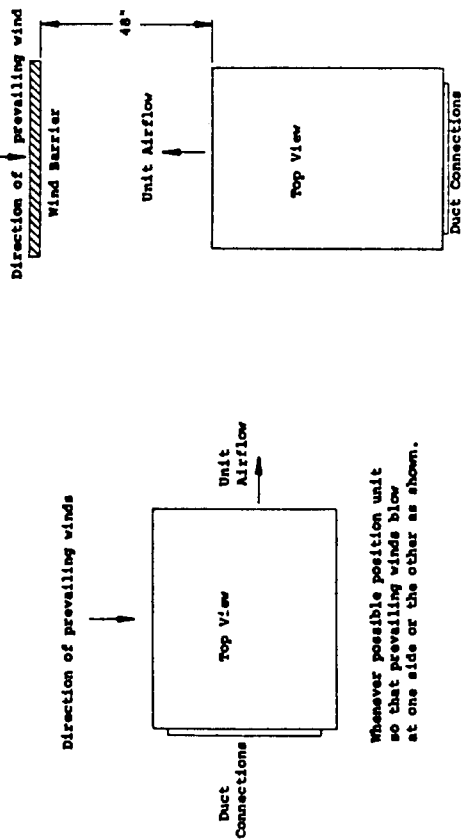 Direction of prevailing winds
Unit
Airflow
Top View
Duct
Connections
Whenever possible position unit
so that prevailing winds blow
at one side or the other as shown.
Direction of prevailing wind
Wind Barrier
48"
Unit Airflow
Top View
Duct Connections